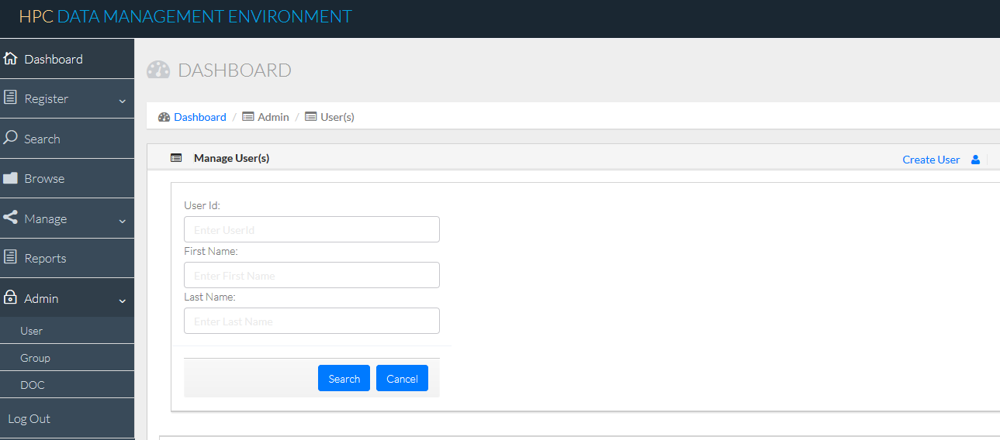 HPC DATA MANAGEMENT ENVIRONMENT
Dashboard
Register
Search
Browse
Manage
Reports
Admin
User
Group
DOC
Log Out
DASHBOARD
Dashboard / Admin / User(s)
Manage User(s)
Create User
User Id:
Enter UserId
First Name:
Enter First Name
Last Name:
Enter Last Name
Search
Cancel